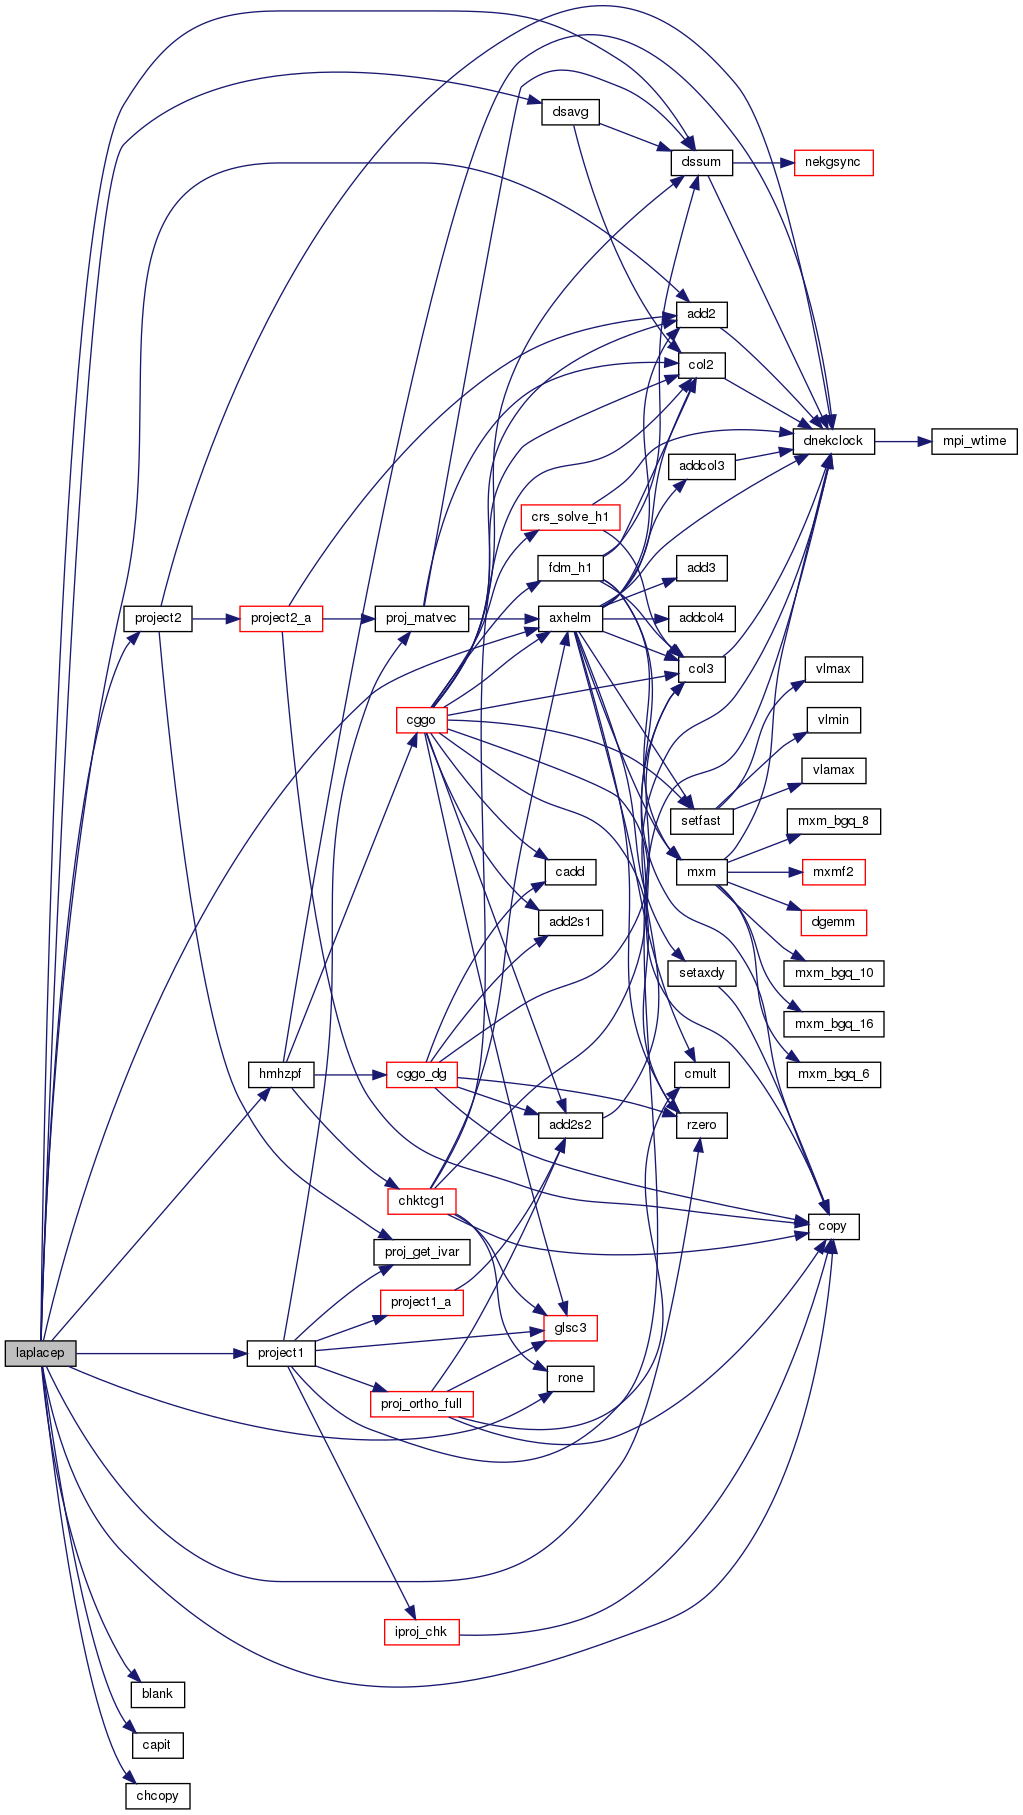 dsavg
dssum
nekgsync
add2
col2
dnekclock
mpi_wtime
addcol3
crs_solve_h1
fdm_h1
add3
project2
project2_a
proj_matvec
axhelm
addcol4
col3
vlmax
cggo
vlmin
vlamax
setfast
mxm_bgq_8
cadd
mxm
mxmf2
add2s1
dgemm
setaxdy
mxm_bgq_10
mxm_bgq_16
hmhzpf
cggo_dg
cmult
mxm_bgq_6
add2s2
rzero
chktcg1
copy
proj_get_ivar
project1_a
glsc3
laplacep
project1
rone
proj_ortho_full
iproj_chk
blank
capit
chcopy